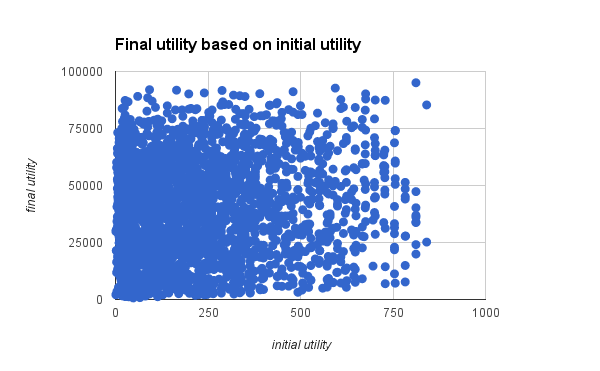 Final utility based on initial utility
100000
75000
50000
25000
0
final utility
0 250 500 750 1000
initial utility